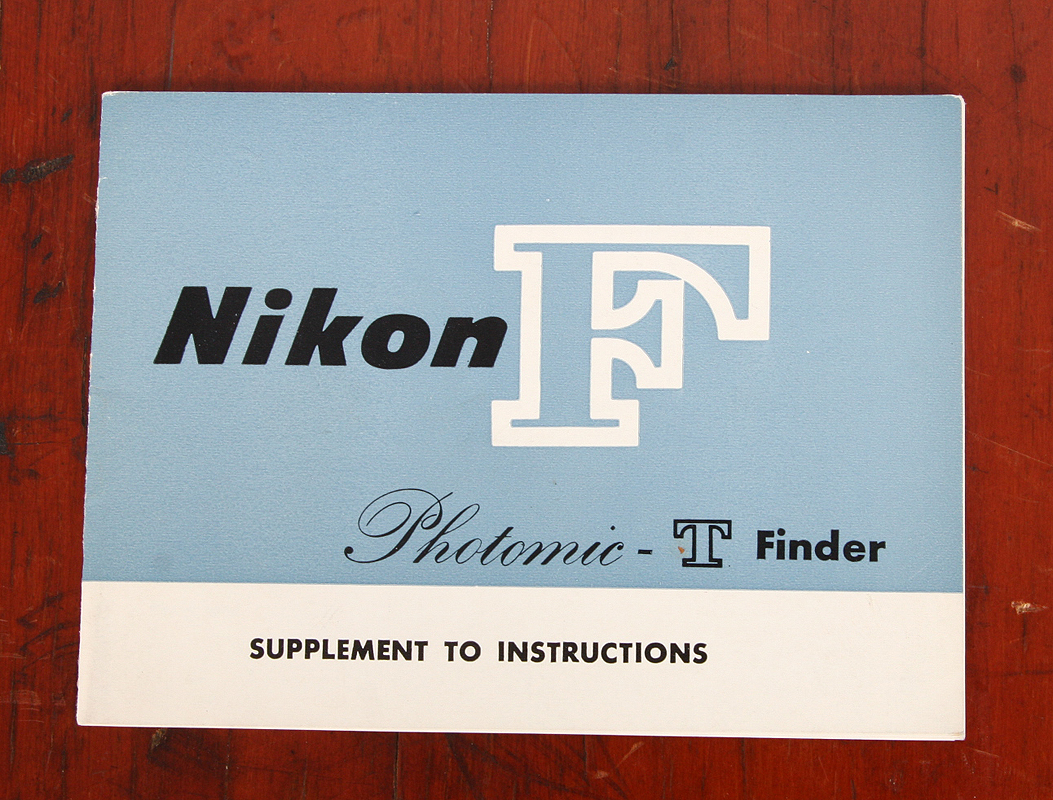 Nikon F
Photomic - T Finder
SUPPLEMENT TO INSTRUCTIONS